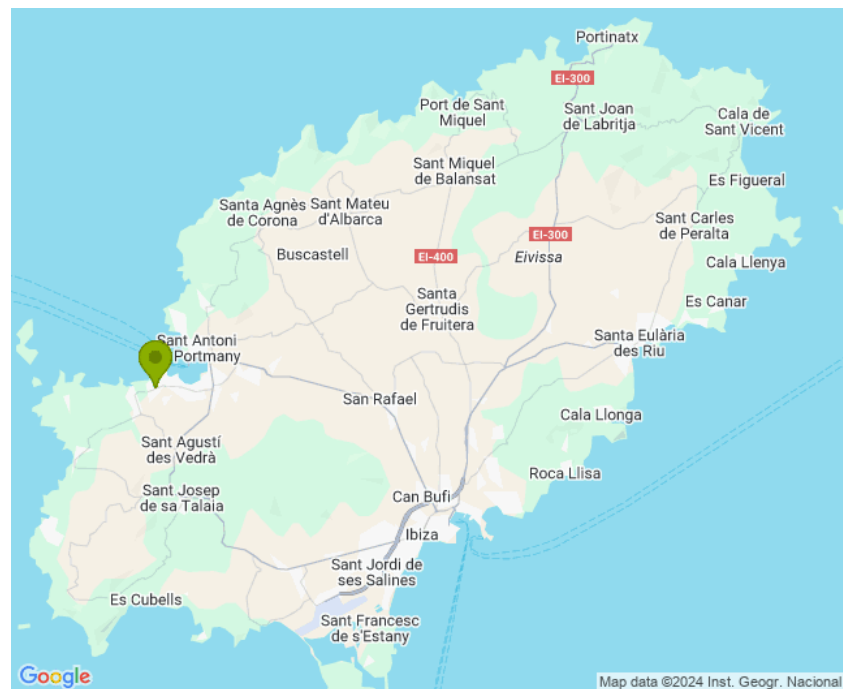 Portinatx
EI-300
Port de Sant
Miquel
Sant Joan
de Labritja
Cala de
Sant Vicent
Sant Miquel
de Balansat
Es Figueral
Santa Agnès
de Corona
Sant Mateu
d'Albarca
Sant Carles
de Peralta
EI-300
Buscastell
EI-400
Eivissa
Cala Llenya
Santa
Gertrudis
de Fruitera
Es Canar
Sant Antoni
Portmany
Santa Eulària
des Riu
San Rafael
Cala Llonga
Sant Agustí
des Vedrà
Roca Llisa
Sant Josep
de sa Talaia
Can Bufi
Ibiza
Sant Jordi de
ses Salines
Es Cubells
Sant Francesc
de s'Estany
Google
Map data ©2024 Inst. Geogr. Nacional